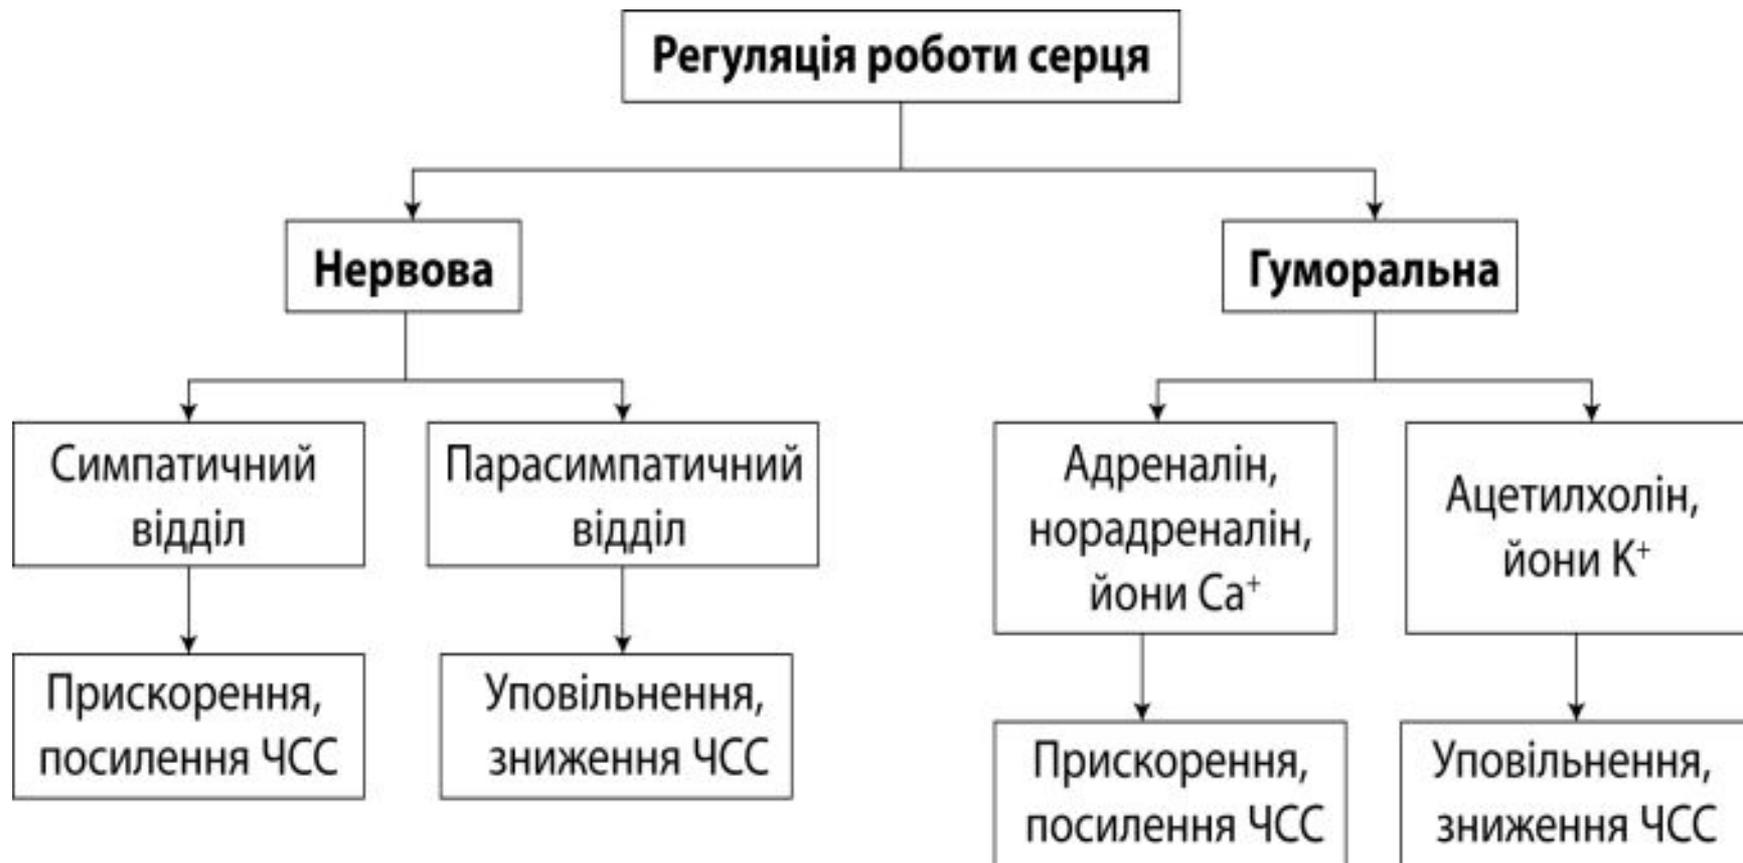 Регуляція роботи серця
Нервова
Гуморальна
Симпатичний
відділ
Парасимпатичний
відділ
Адреналін,
норадреналін,
йони Ca⁺
Ацетилхолін,
йони K⁺
Прискорення,
посилення ЧСС
Уповільнення,
зниження ЧСС
Прискорення,
посилення ЧСС
Уповільнення,
зниження ЧСС